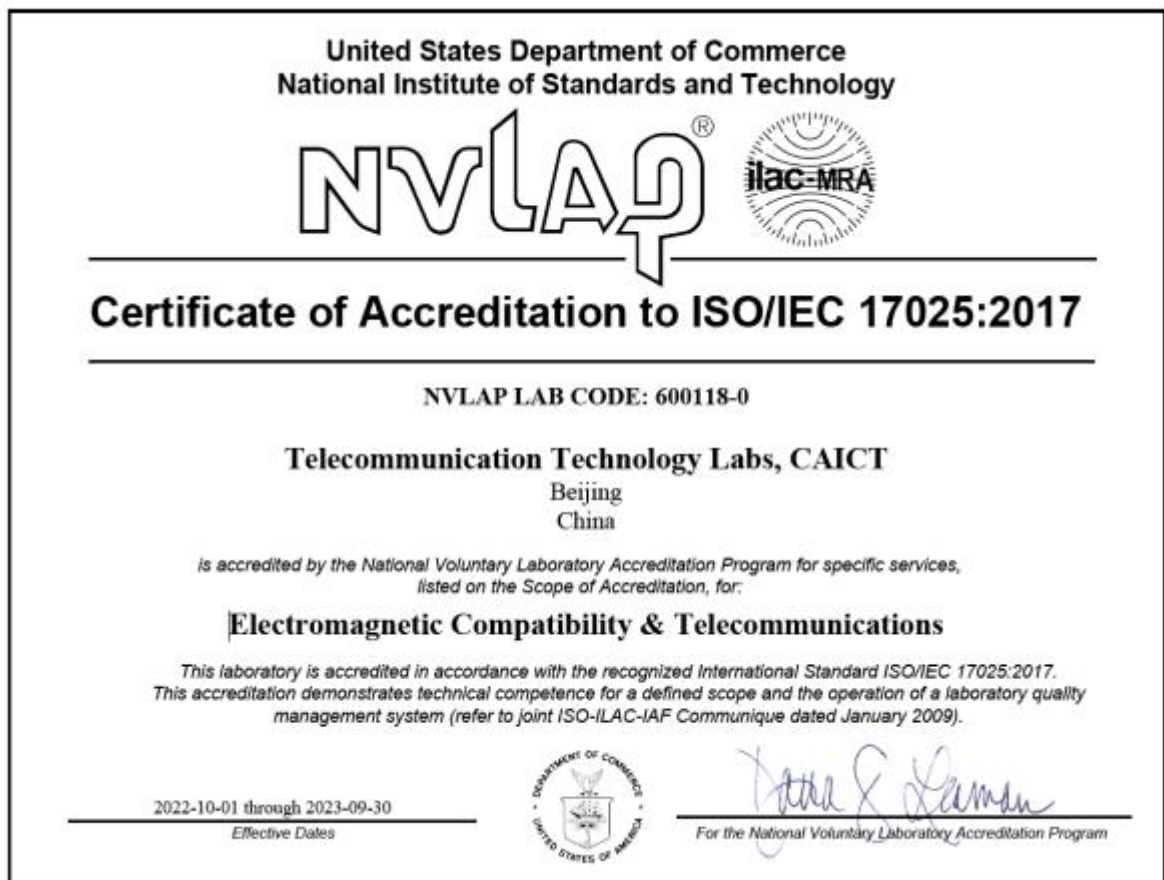 United States Department of Commerce
National Institute of Standards and Technology
NVLAP®
ilac-MRA
Certificate of Accreditation to ISO/IEC 17025:2017
NVLAP LAB CODE: 600118-0
Telecommunication Technology Labs, CAICT
Beijing
China
is accredited by the National Voluntary Laboratory Accreditation Program for specific services,
listed on the Scope of Accreditation, for:
Electromagnetic Compatibility & Telecommunications
This laboratory is accredited in accordance with the recognized International Standard ISO/IEC 17025:2017.
This accreditation demonstrates technical competence for a defined scope and the operation of a laboratory quality
management system (refer to joint ISO-ILAC-IAF Communique dated January 2009).
2022-10-01 through 2023-09-30
Effective Dates
DEPARTMENT OF COMMERCE
UNITED STATES OF AMERICA
Dana S Leaman
For the National Voluntary Laboratory Accreditation Program